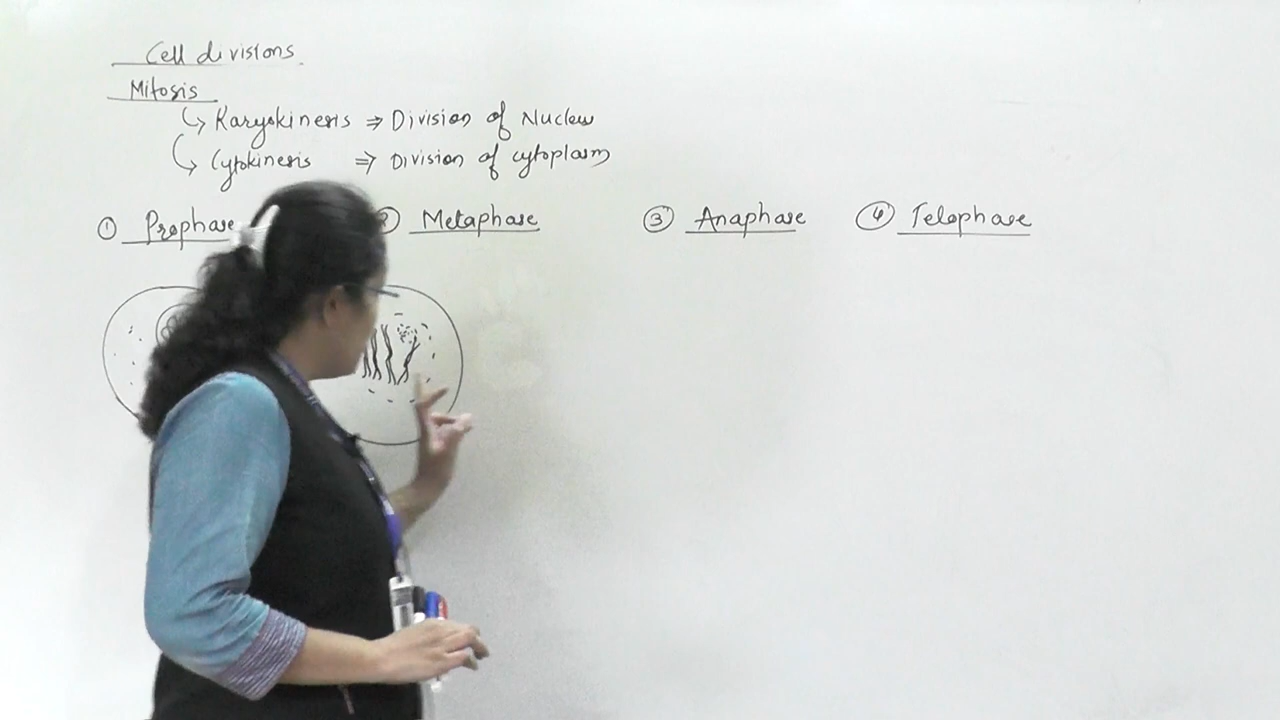 Cell divisions.
Mitosis
↳ Karyokinesis ⇒ Division of Nucleus
↳ Cytokinesis ⇒ Division of cytoplasm
① Prophase ② Metaphase ③ Anaphase ④ Telophase